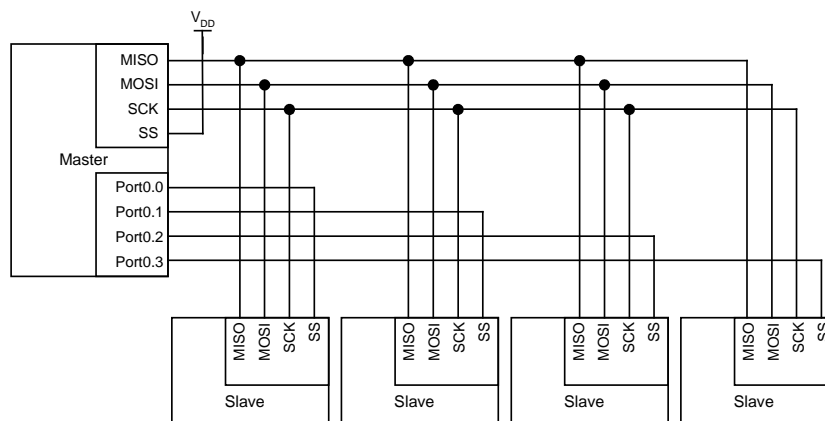 VDD
MISO
MOSI
SCK
SS
Master
Port0.0
Port0.1
Port0.2
Port0.3
MISO
MOSI
SCK
SS
Slave
MISO
MOSI
SCK
SS
Slave
MISO
MOSI
SCK
SS
Slave
MISO
MOSI
SCK
SS
Slave